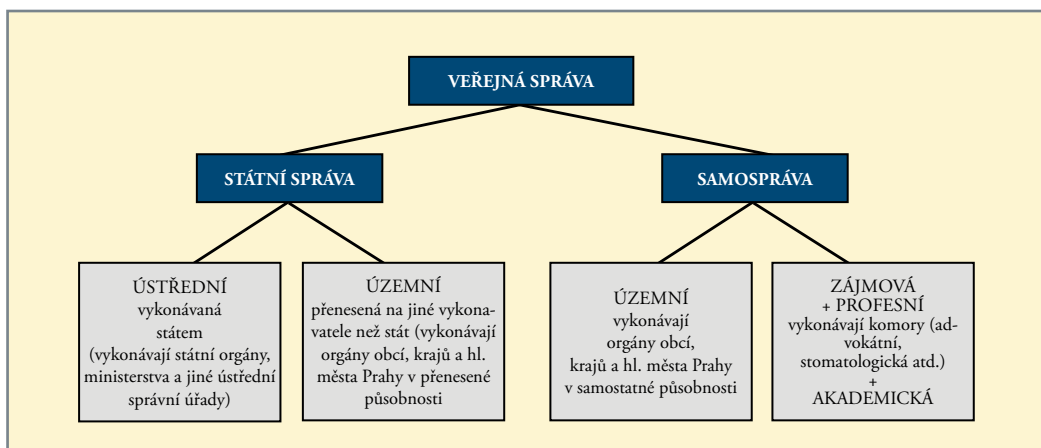 VEŘEJNÁ SPRÁVA
STÁTNÍ SPRÁVA
SAMOSPRÁVA
ÚSTŘEDNÍ
vykonávaná
státem
(vykonávají státní orgány,
ministerstva a jiné ústřední
správní úřady)
ÚZEMNÍ
přenesená na jiné vykona-
vatele než stát (vykonávají
orgány obcí, krajů a hl.
města Prahy v přenesené
působnosti
ÚZEMNÍ
vykonávají
orgány obcí,
krajů a hl. města Prahy
v samostatné působnosti
ZÁJMOVÁ
+ PROFESNÍ
vykonávají komory (ad-
vokátní,
stomatologická atd.)
+
AKADEMICKÁ